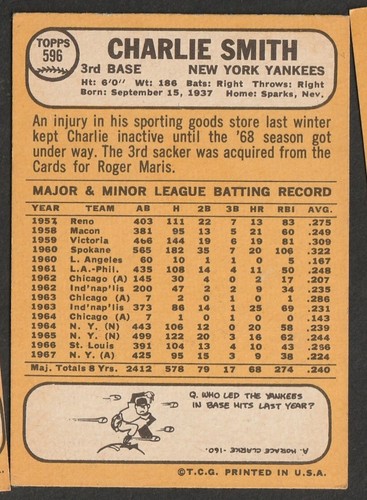 TOPPS
596
CHARLIE SMITH
3rd BASE NEW YORK YANKEES
Ht: 6'0" Wt: 186 Bats: Right Throws: Right
Born: September 15, 1937 Home: Sparks, Nev.
An injury in his sporting goods store last winter
kept Charlie inactive until the '68 season got
under way. The 3rd sacker was acquired from the
Cards for Roger Maris.
MAJOR & MINOR LEAGUE BATTING RECORD
YEAR TEAM AB H 2B 3B HR RBI AVG.
1957 Reno 403 111 22 7 13 83 .275
1958 Macon 381 95 13 5 21 60 .249
1959 Victoria 466 144 19 6 19 81 .309
1960 Spokane 565 182 35 7 20 106 .322
1960 L. Angeles 60 10 1 1 0 5 .167
1961 L.A.-Phil. 435 108 14 4 11 50 .248
1962 Chicago (A) 145 30 4 0 2 17 .207
1962 Ind'nap'lis 200 47 2 2 9 34 .235
1963 Chicago (A) 7 2 0 1 0 1 .286
1963 Ind'nap'lis 373 86 14 1 25 69 .231
1964 Chicago (A) 7 1 0 1 0 0 .143
1964 N. Y. (N) 443 106 12 0 20 58 .239
1965 N. Y. (N) 499 122 20 3 16 62 .244
1966 St. Louis 391 104 13 4 10 43 .266
1967 N. Y. (A) 425 95 15 3 9 38 .224
Maj. Totals 8 Yrs. 2412 578 79 17 68 274 .240
Q. WHO LED THE YANKEES
IN BASE HITS LAST YEAR?
A. HORACE CLARKE - 160.
©T.C.G. PRINTED IN U.S.A.